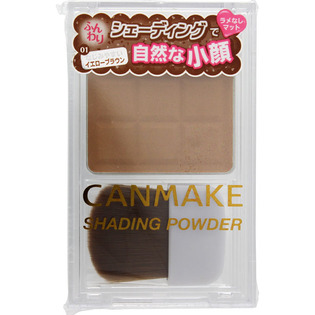 ふんわり
シェーディングで
自然な小顔
ラメなし
マット
01
イエローブラウン
CANMAKE
SHADING POWDER